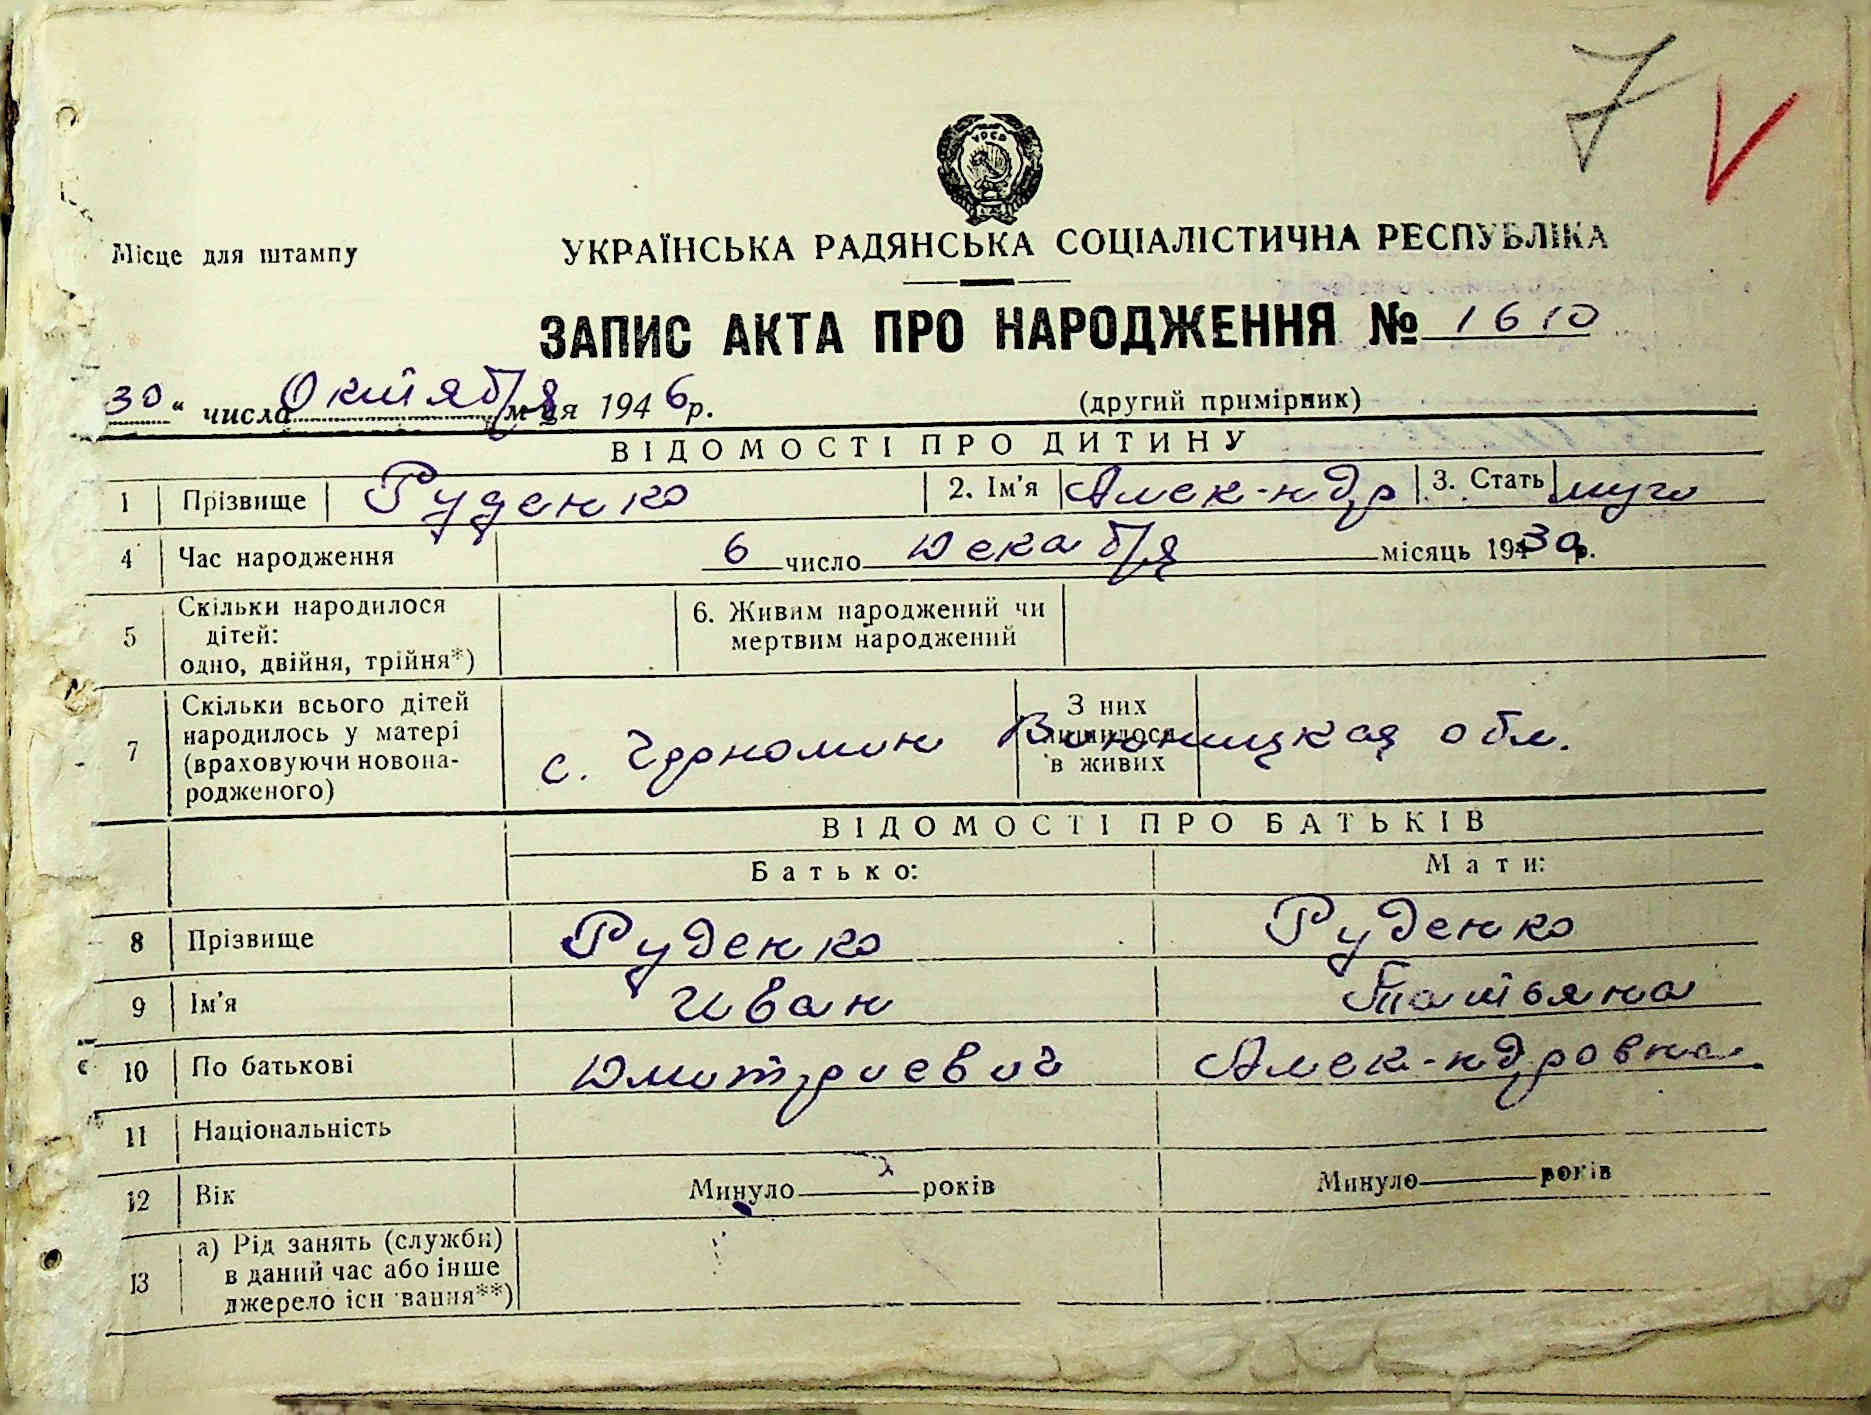 7 V
УРСР
Місце для штампу
УКРАЇНСЬКА РАДЯНСЬКА СОЦІАЛІСТИЧНА РЕСПУБЛІКА
ЗАПИС АКТА ПРО НАРОДЖЕННЯ № 1610
30 " число Октября м-ця 1946 р. (другий примірник)
ВІДОМОСТІ ПРО ДИТИНУ
1 Прізвище Руденко 2. Ім'я Алек-ндр 3. Стать муж
4 Час народження 6 число Декабря місяць 1930 р.
5 Скільки народилося дітей: одно, двійня, трійня*) 6. Живим народжений чи мертвим народжений
7 Скільки всього дітей народилось у матері (враховуючи новонародженого) З них лишилося в живих
с. Чорномин Винницкая обл.
ВІДОМОСТІ ПРО БАТЬКІВ
Батько: Мати:
8 Прізвище Руденко Руденко
9 Ім'я Иван Татьяна
10 По батькові Дмитриевич Алек-ндровна
11 Національність
12 Вік Минуло років Минуло років
13 а) Рід занять (служби) в даний час або інше джерело існування**)